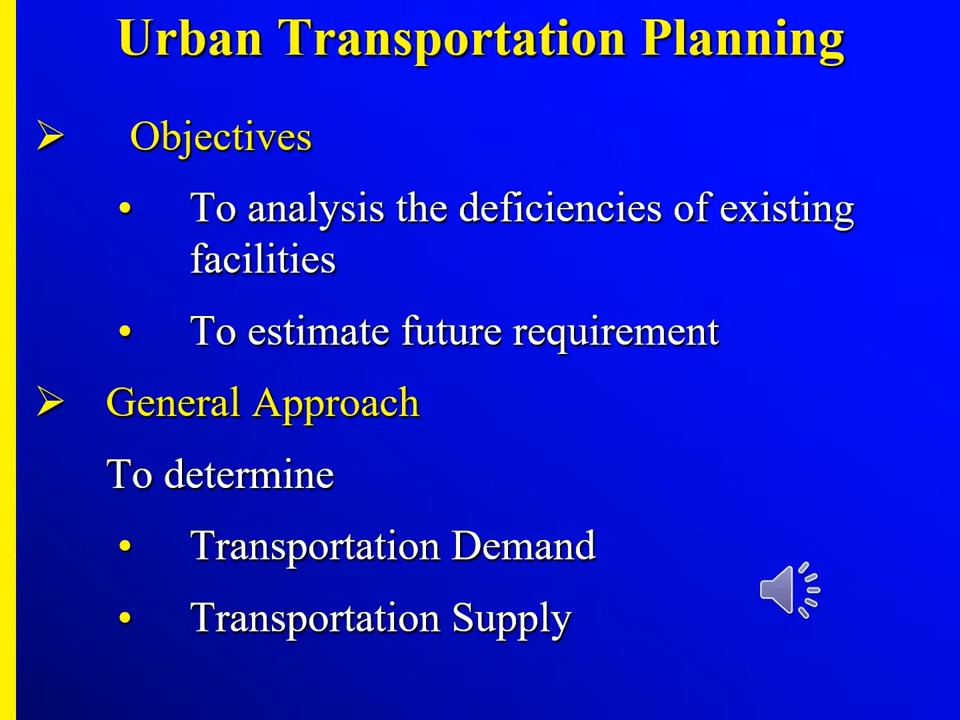 Urban Transportation Planning
Objectives
To analysis the deficiencies of existing
facilities
To estimate future requirement
General Approach
To determine
Transportation Demand
Transportation Supply